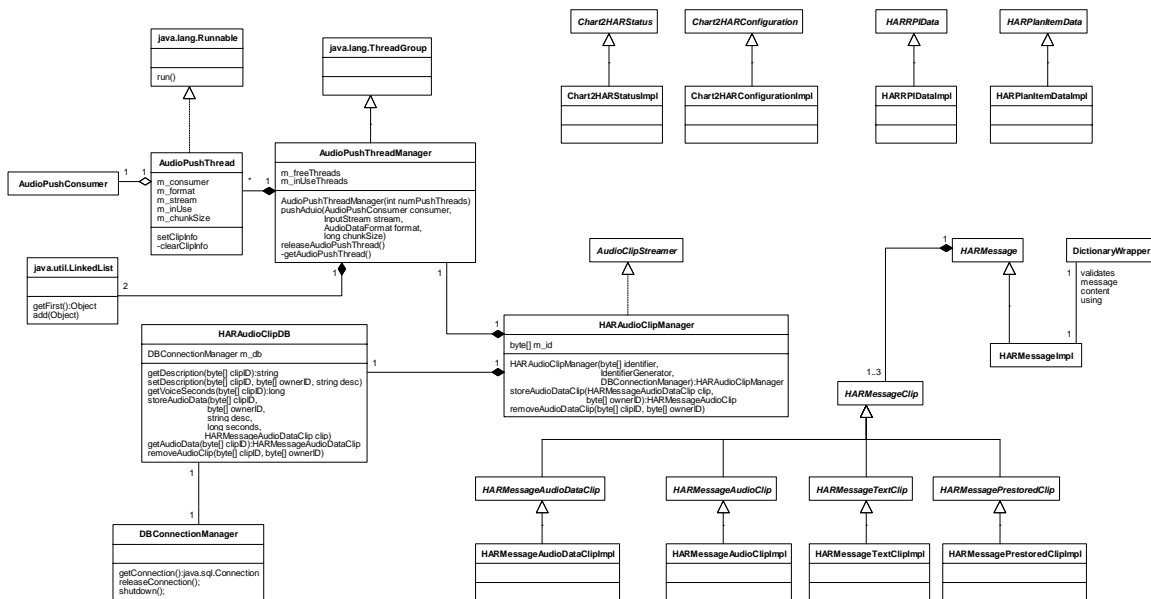 java.lang.Runnable
run()
java.lang.ThreadGroup
Chart2HARStatus
Chart2HARConfiguration
HARRPIData
HARPlanItemData
Chart2HARStatusImpl
Chart2HARConfigurationImpl
HARRPIDataImpl
HARPlanItemDataImpl
AudioPushConsumer
1
1
AudioPushThread
m_consumer
m_format
m_stream
m_inUse
m_chunkSize
setClipInfo
-clearClipInfo
*
1
AudioPushThreadManager
m_freeThreads
m_inUseThreads
AudioPushThreadManager(int numPushThreads)
pushAduio(AudioPushConsumer consumer,
InputStream stream,
AudioDataFormat format,
long chunkSize)
releaseAudioPushThread()
-getAudioPushThread()
1
1
java.util.LinkedList
getFirst():Object
add(Object)
2
AudioClipStreamer
1
HARMessage
DictionaryWrapper
1
validates
message
content
using
1
HARMessageImpl
HARAudioClipDB
DBConnectionManager m_db
getDescription(byte[] clipID):string
setDescription(byte[] clipID, byte[] ownerID, string desc)
getVoiceSeconds(byte[] clipID):long
storeAudioData(byte[] clipID,
byte[] ownerID,
string desc,
long seconds,
HARMessageAudioDataClip clip)
getAudioData(byte[] clipID):HARMessageAudioDataClip
removeAudioClip(byte[] clipID, byte[] ownerID)
1
1
1
HARAudioClipManager
byte[] m_id
HARAudioClipManager(byte[] identifier,
IdentifierGenerator,
DBConnectionManager):HARAudioClipManager
storeAudioDataClip(HARMessageAudioDataClip clip,
byte[] ownerID):HARMessageAudioClip
removeAudioDataClip(byte[] clipID, byte[] ownerID)
1..3
HARMessageClip
1
1
DBConnectionManager
getConnection():java.sql.Connection
releaseConnection();
shutdown();
HARMessageAudioDataClip
HARMessageAudioClip
HARMessageTextClip
HARMessagePrestoredClip
HARMessageAudioDataClipImpl
HARMessageAudioClipImpl
HARMessageTextClipImpl
HARMessagePrestoredClipImpl